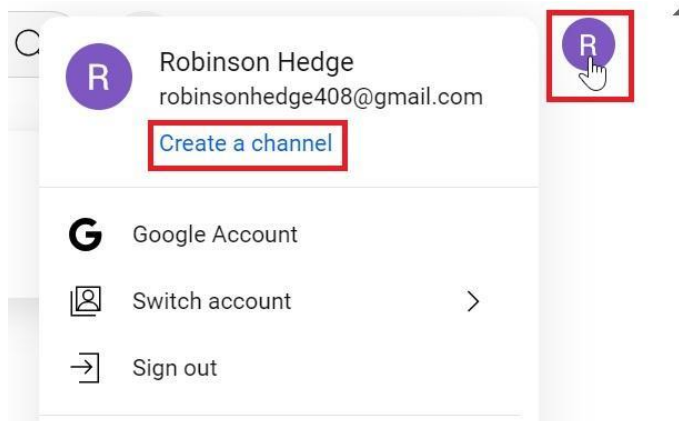 R
Robinson Hedge
R
robinsonhedge408@gmail.com
Create a channel
G Google Account
Switch account
Sign out